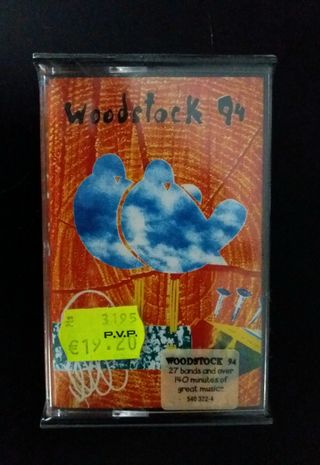 Woodstock 94
3195
P.V.P.
€19.20
WOODSTOCK 94
27 bands and over
140 minutes of
great music!
540 322-4